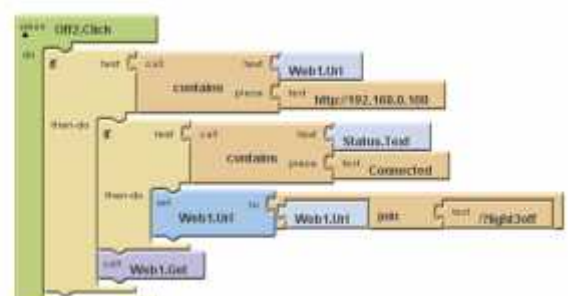 when Off2.Click
do if test call text Web1.Url
contains piece text http://192.168.0.100
then-do if test call text Status.Text
contains piece text Connected
then-do set Web1.Url to Web1.Url join text /?light3off
call Web1.Get